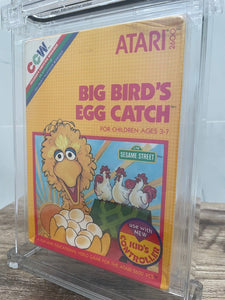 CCW
ATARI
2600
BIG BIRD'S
EGG CATCH
FOR CHILDREN AGES 3-7
SESAME STREET
use with
NEW
KID'S
CONTROLLER